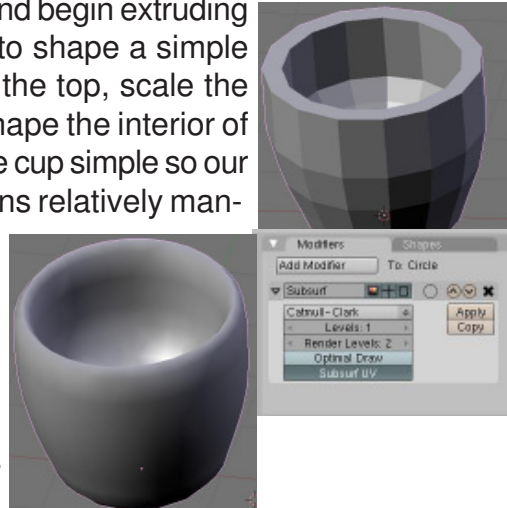 nd begin extruding
to shape a simple
the top, scale the
hape the interior of
e cup simple so our
ns relatively man-
Modifiers Shapes
Add Modifier To: Circle
Subsurf
Catmull-Clark Apply
Levels: 1 Copy
Render Levels: 2
Optimal Draw
Subsurf UV